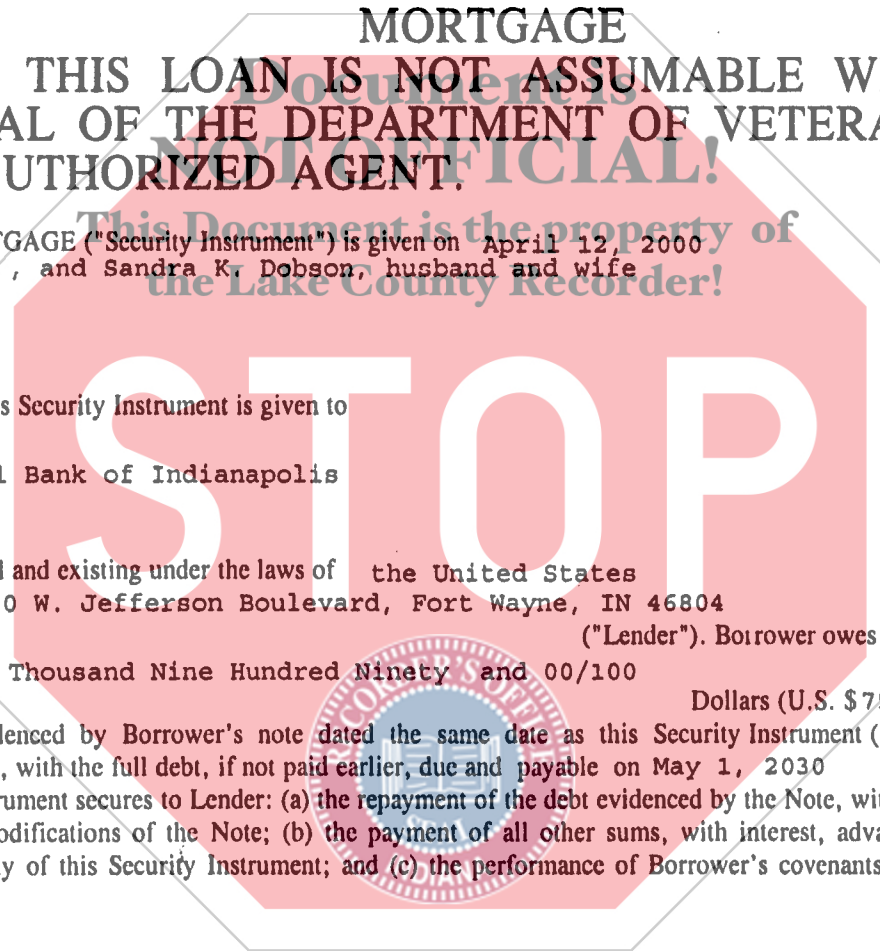 MORTGAGE
THIS LOAN IS NOT ASSUMABLE W
AL OF THE DEPARTMENT OF VETERA
UTHORIZED AGENT.
Document is
NOT OFFICIAL!
This Document is the property of
the Lake County Recorder!
TGAGE ("Security Instrument") is given on April 12, 2000
, and Sandra K. Dobson, husband and wife
STOP
s Security Instrument is given to
l Bank of Indianapolis
d and existing under the laws of the United States
0 W. Jefferson Boulevard, Fort Wayne, IN 46804
("Lender"). Borrower owes
Thousand Nine Hundred Ninety and 00/100
Dollars (U.S. $7
denced by Borrower's note dated the same date as this Security Instrument (
, with the full debt, if not paid earlier, due and payable on May 1, 2030
rument secures to Lender: (a) the repayment of the debt evidenced by the Note, wi
odifications of the Note; (b) the payment of all other sums, with interest, adva
y of this Security Instrument; and (c) the performance of Borrower's covenants
RECORDER'S OFFICE
SEAL
INDIANA